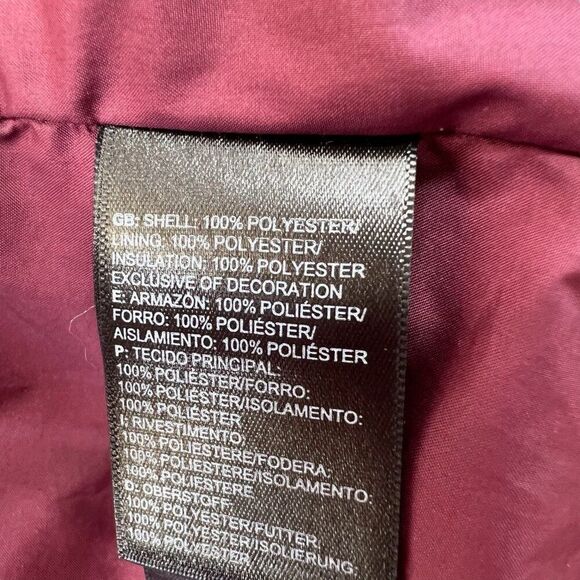 GB: SHELL: 100% POLYESTER/
LINING: 100% POLYESTER/
INSULATION: 100% POLYESTER
EXCLUSIVE OF DECORATION
E: ARMAZÓN: 100% POLIÉSTER/
FORRO: 100% POLIÉSTER/
AISLAMIENTO: 100% POLIÉSTER
P: TECIDO PRINCIPAL:
100% POLIÉSTER/FORRO:
100% POLIÉSTER/ISOLAMENTO:
100% POLIÉSTER
I: RIVESTIMENTO:
100% POLIESTERE/FODERA:
100% POLIESTERE/ISOLAMENTO:
100% POLIESTERE
D: OBERSTOFF:
100% POLYESTER/FUTTER:
100% POLYESTER/ISOLIERUNG:
100% POLYESTER